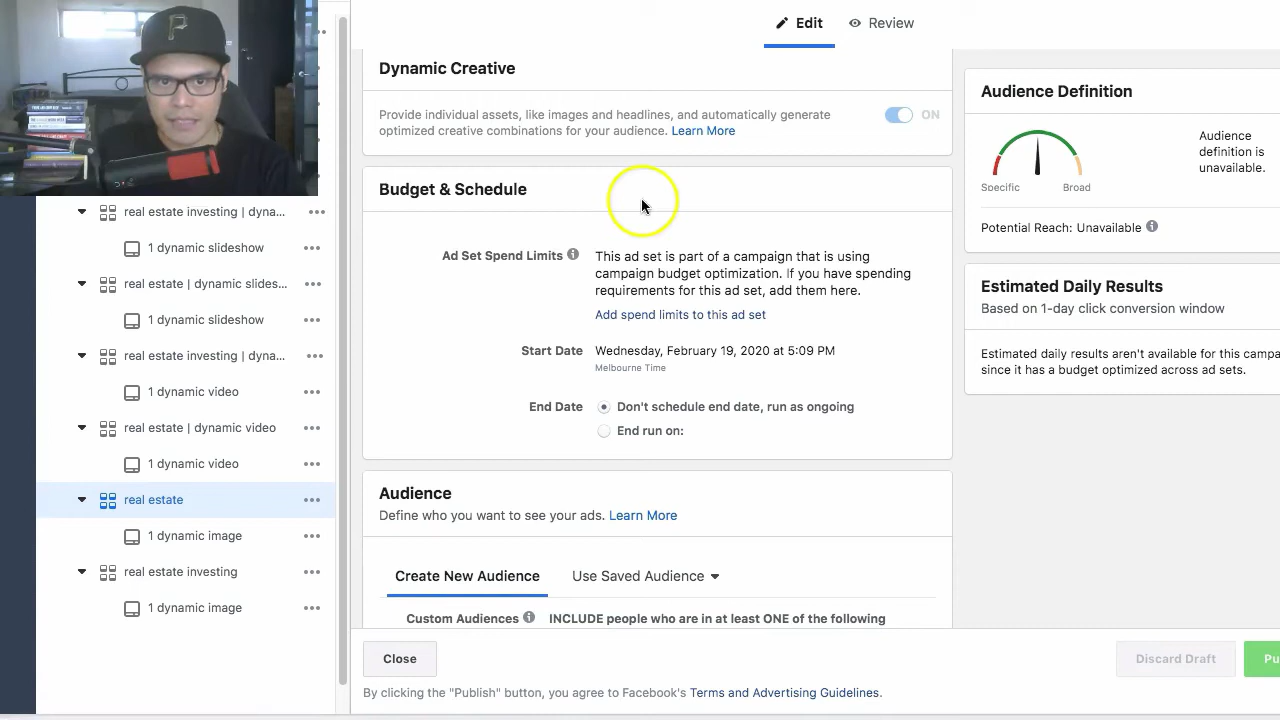 Edit
Review
Dynamic Creative
Provide individual assets, like images and headlines, and automatically generate
optimized creative combinations for your audience. Learn More
ON
Budget & Schedule
Ad Set Spend Limits
This ad set is part of a campaign that is using
campaign budget optimization. If you have spending
requirements for this ad set, add them here.
Add spend limits to this ad set
Start Date
Wednesday, February 19, 2020 at 5:09 PM
Melbourne Time
End Date
Don't schedule end date, run as ongoing
End run on:
Audience
Define who you want to see your ads. Learn More
Create New Audience
Use Saved Audience
Custom Audiences
INCLUDE people who are in at least ONE of the following
Close
Discard Draft
Pu
By clicking the "Publish" button, you agree to Facebook's Terms and Advertising Guidelines.
real estate investing | dyna...
1 dynamic slideshow
real estate | dynamic slides...
1 dynamic slideshow
real estate investing | dyna...
1 dynamic video
real estate | dynamic video
1 dynamic video
real estate
1 dynamic image
real estate investing
1 dynamic image
Audience Definition
Audience
definition is
unavailable.
Specific
Broad
Potential Reach: Unavailable
Estimated Daily Results
Based on 1-day click conversion window
Estimated daily results aren't available for this campa
since it has a budget optimized across ad sets.
P